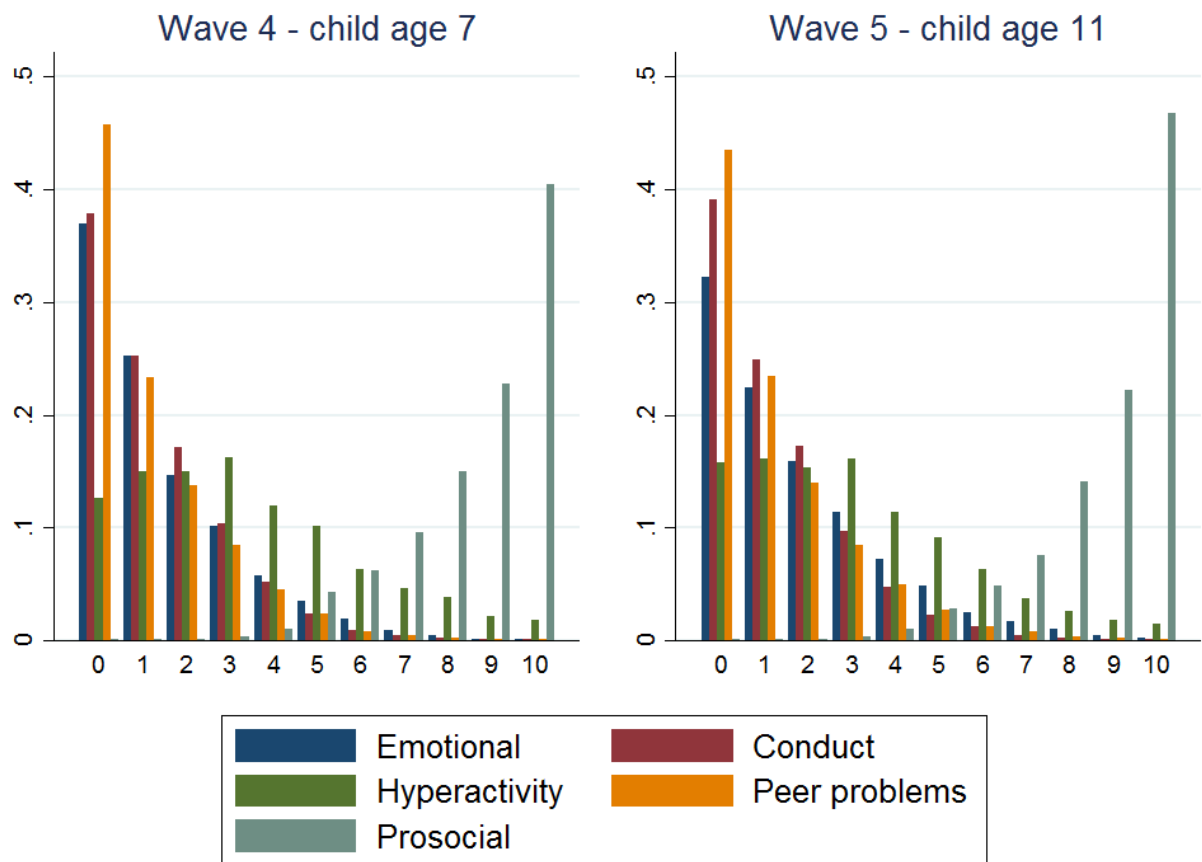 Wave 4 - child age 7
.5
.4
.3
.2
.1
0
0 1 2 3 4 5 6 7 8 9 10
Wave 5 - child age 11
.5
.4
.3
.2
.1
0
0 1 2 3 4 5 6 7 8 9 10
Emotional
Conduct
Hyperactivity
Peer problems
Prosocial